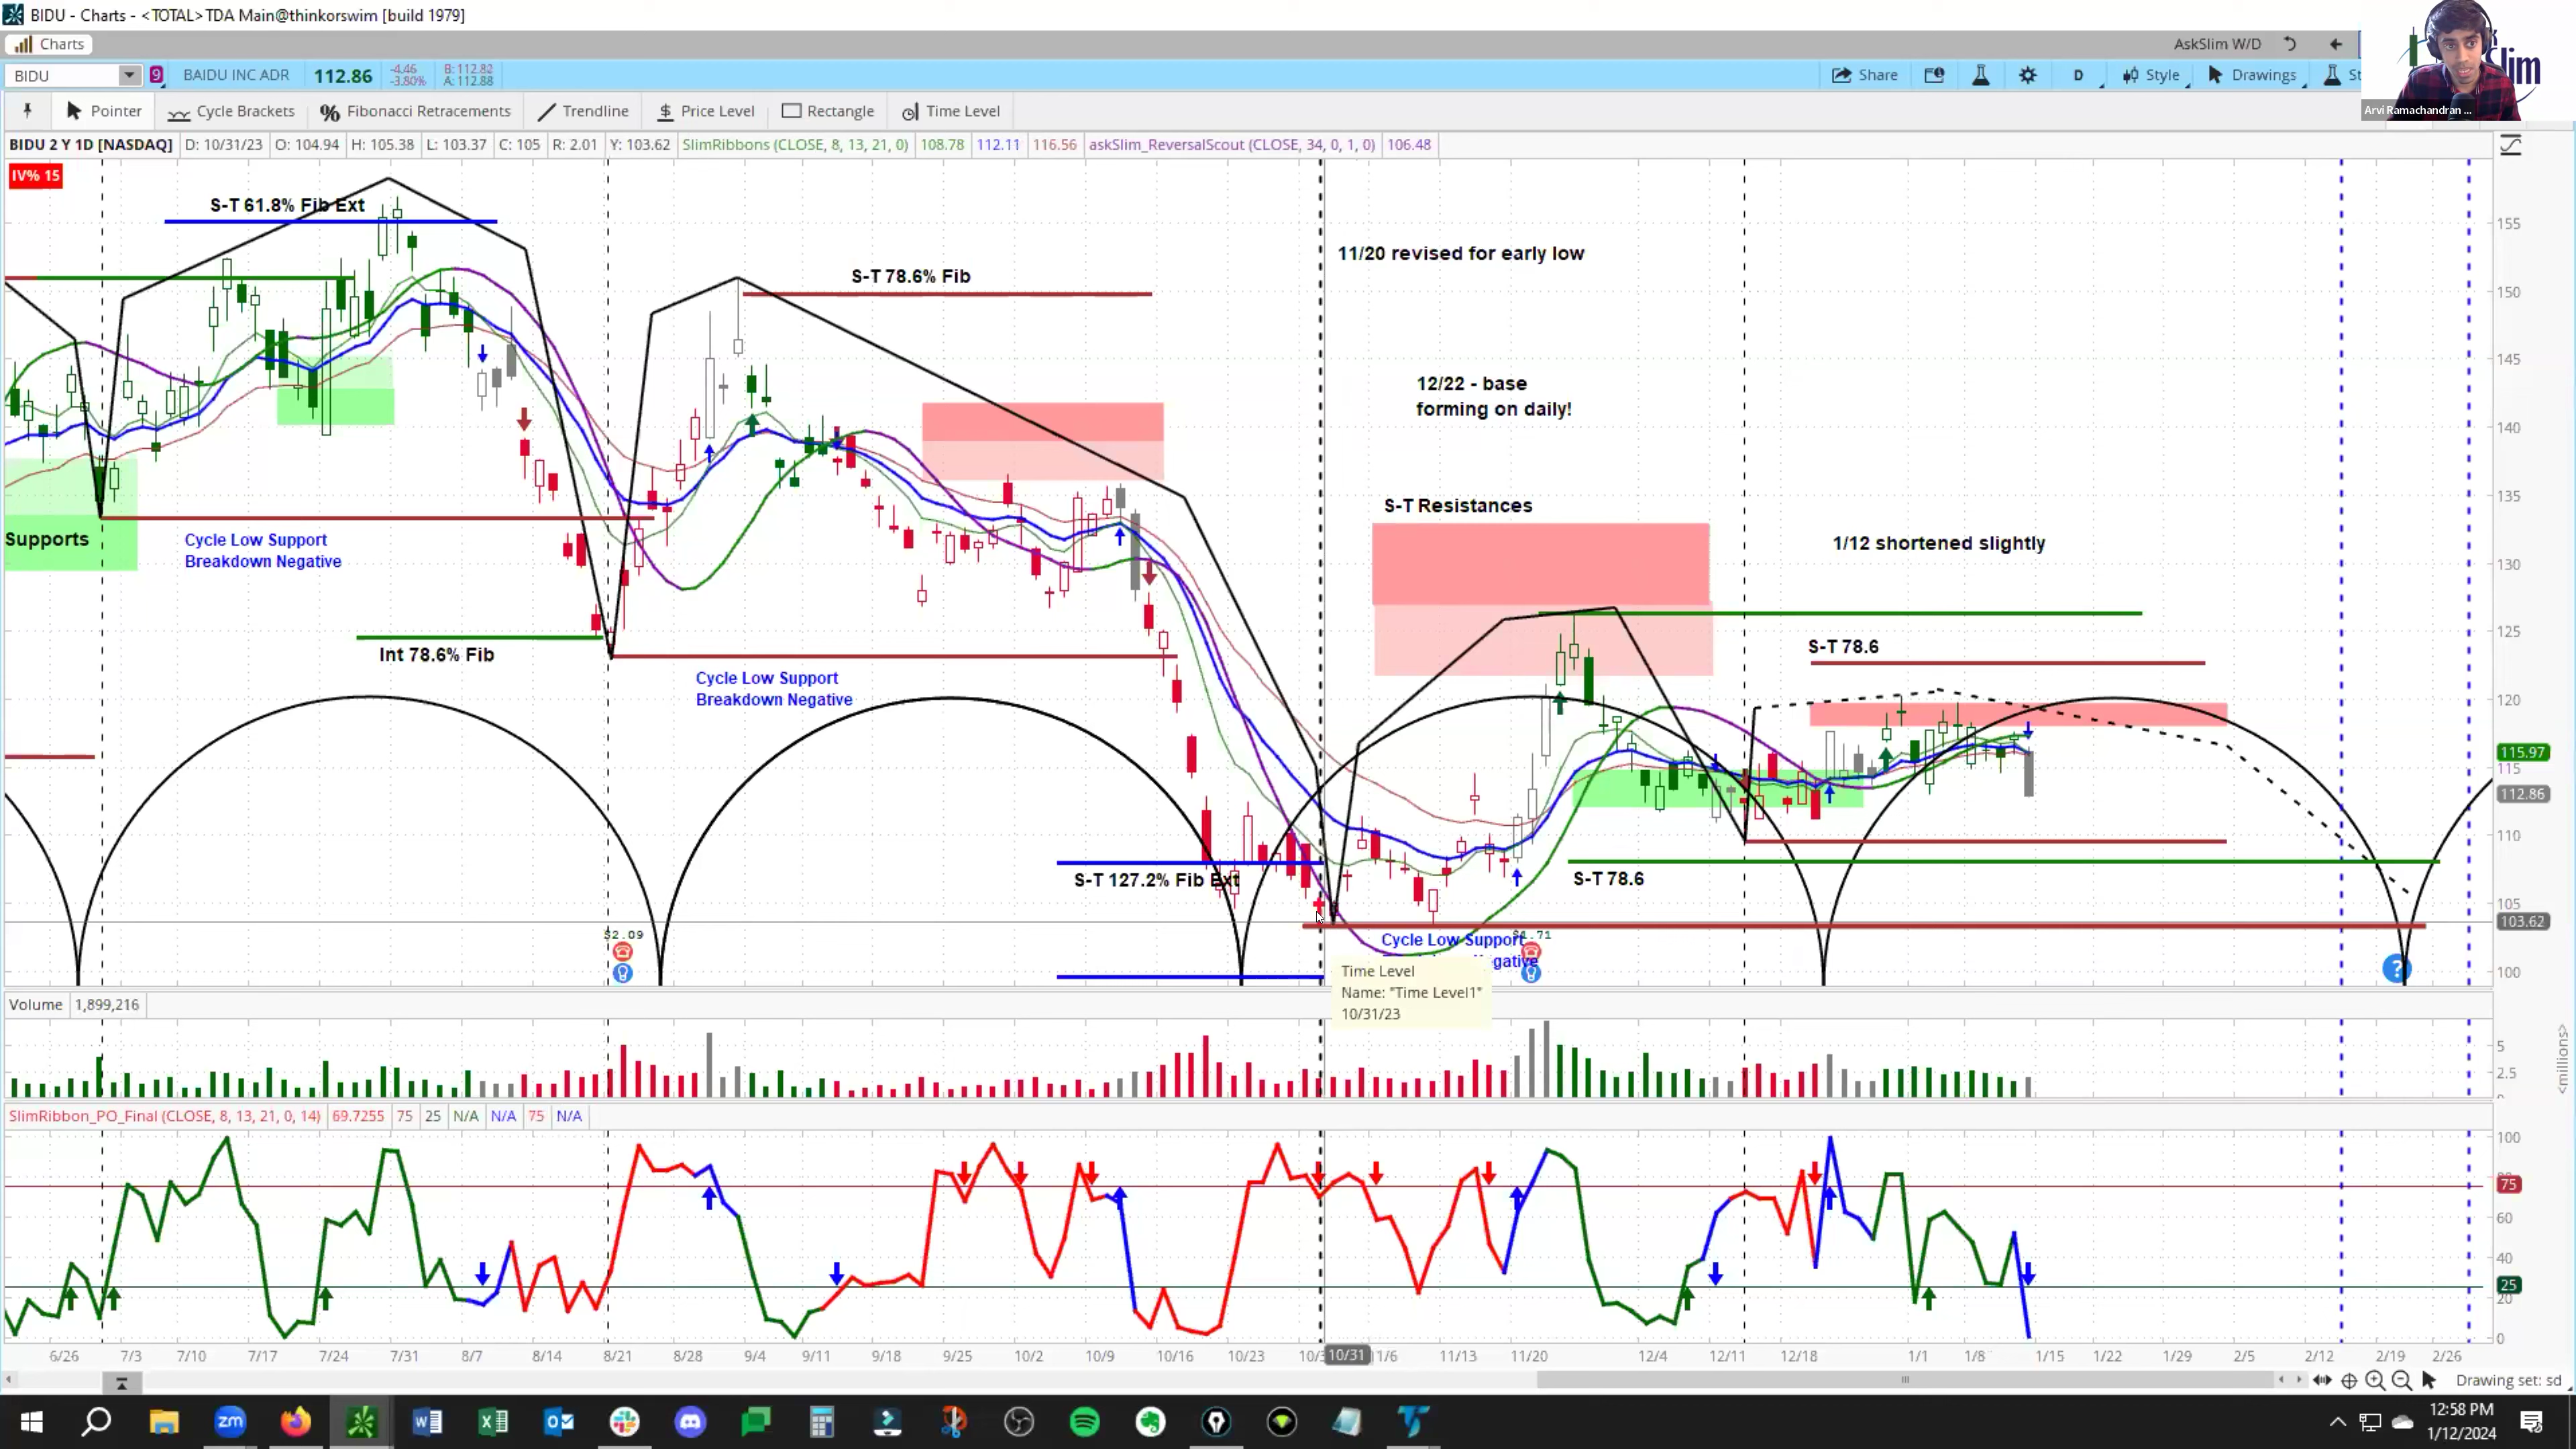 BIDU - Charts - <TOTAL> TDA Main@thinkorswim [build 1979]
Charts
AskSlim W/D
BIDU
9
BAIDU INC ADR
112.86
-4.46
-3.80%
B: 112.82
A: 112.88
Share
D
Style
Drawings
St
Slim
Arvi Ramachandran ...
Pointer
Cycle Brackets
Fibonacci Retracements
Trendline
Price Level
Rectangle
Time Level
BIDU 2 Y 1D [NASDAQ] D: 10/31/23 O: 104.94 H: 105.38 L: 103.37 C: 105 R: 2.01 Y: 103.62 SlimRibbons (CLOSE, 8, 13, 21, 0) 108.78 112.11 116.56 askSlim_ReversalScout (CLOSE, 34, 0, 1, 0) 106.48
IV% 15
S-T 61.8% Fib Ext
155
11/20 revised for early low
S-T 78.6% Fib
150
145
12/22 - base
forming on daily!
140
135
S-T Resistances
Supports
Cycle Low Support
Breakdown Negative
1/12 shortened slightly
130
125
Int 78.6% Fib
S-T 78.6
Cycle Low Support
Breakdown Negative
120
115.97
115
112.86
110
S-T 127.2% Fib Ext
S-T 78.6
105
103.62
$2.09
Cycle Low Support
gative
100
Time Level
Name: "Time Level1"
10/31/23
Volume 1,899,216
5
2.5
<millions>
SlimRibbon_PO_Final (CLOSE, 8, 13, 21, 0, 14) 69.7255 75 25 N/A N/A 75 N/A
100
75
60
40
25
20
0
6/26 7/3 7/10 7/17 7/24 7/31 8/7 8/14 8/21 8/28 9/4 9/11 9/18 9/25 10/2 10/9 10/16 10/23 10/31 11/13 11/20 12/4 12/11 12/18 1/1 1/8 1/15 1/22 1/29 2/5 2/12 2/19 2/26
Drawing set: sd
12:58 PM
1/12/2024